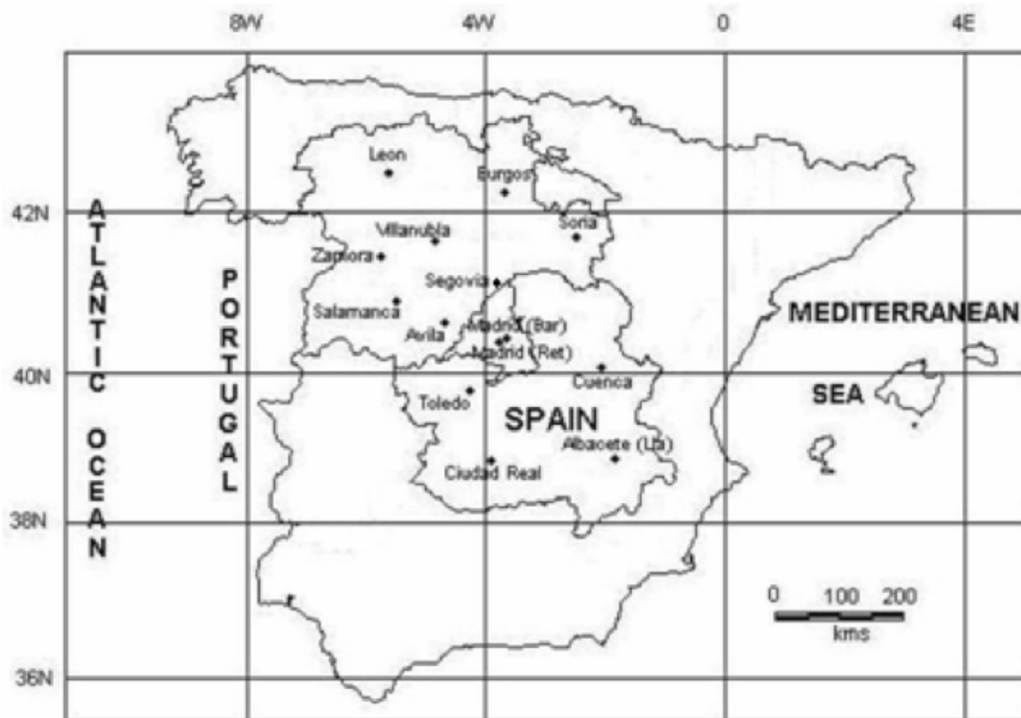 8W 4W 0 4E
Leon
Burgos
42N
Villanubla
Soria
Zamora
Segovia
Salamanca
Avila
Madrid (Bar)
Madrid (Ret)
MEDITERRANEAN
SEA
40N
Cuenca
Toledo
SPAIN
Albacete (Lla)
Ciudad Real
ATLANTIC OCEAN
PORTUGAL
38N
0 100 200
kms
36N